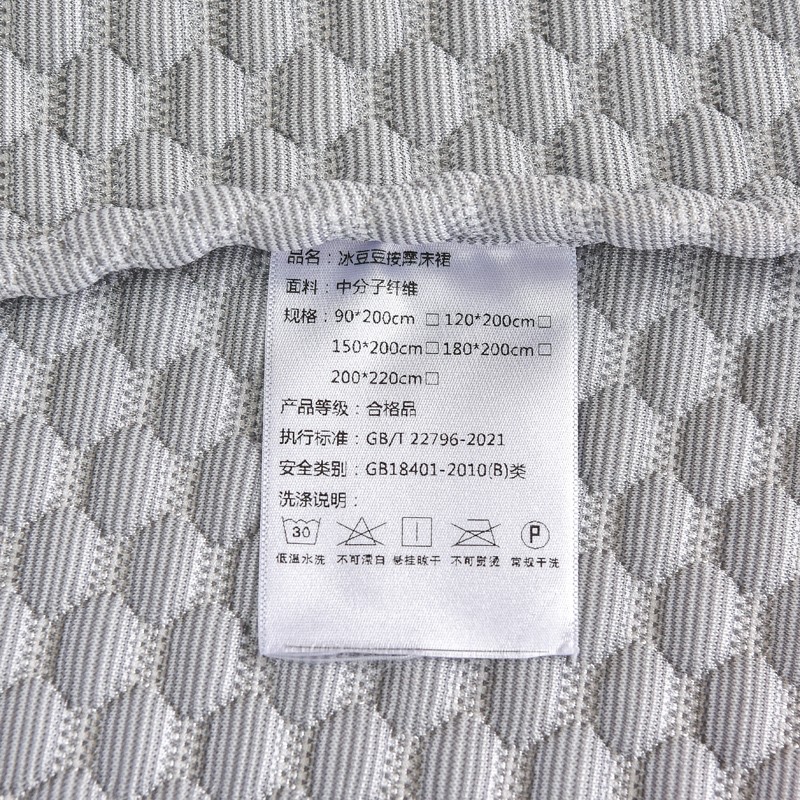 品名：冰豆豆按摩床裙
面料：中分子纤维
规格：90*200cm □ 120*200cm□
150*200cm□ 180*200cm□
200*220cm□
产品等级：合格品
执行标准：GB/T 22796-2021
安全类别：GB18401-2010(B)类
洗涤说明：
30 P
低温水洗 不可漂白 悬挂晾干 不可熨烫 常规干洗